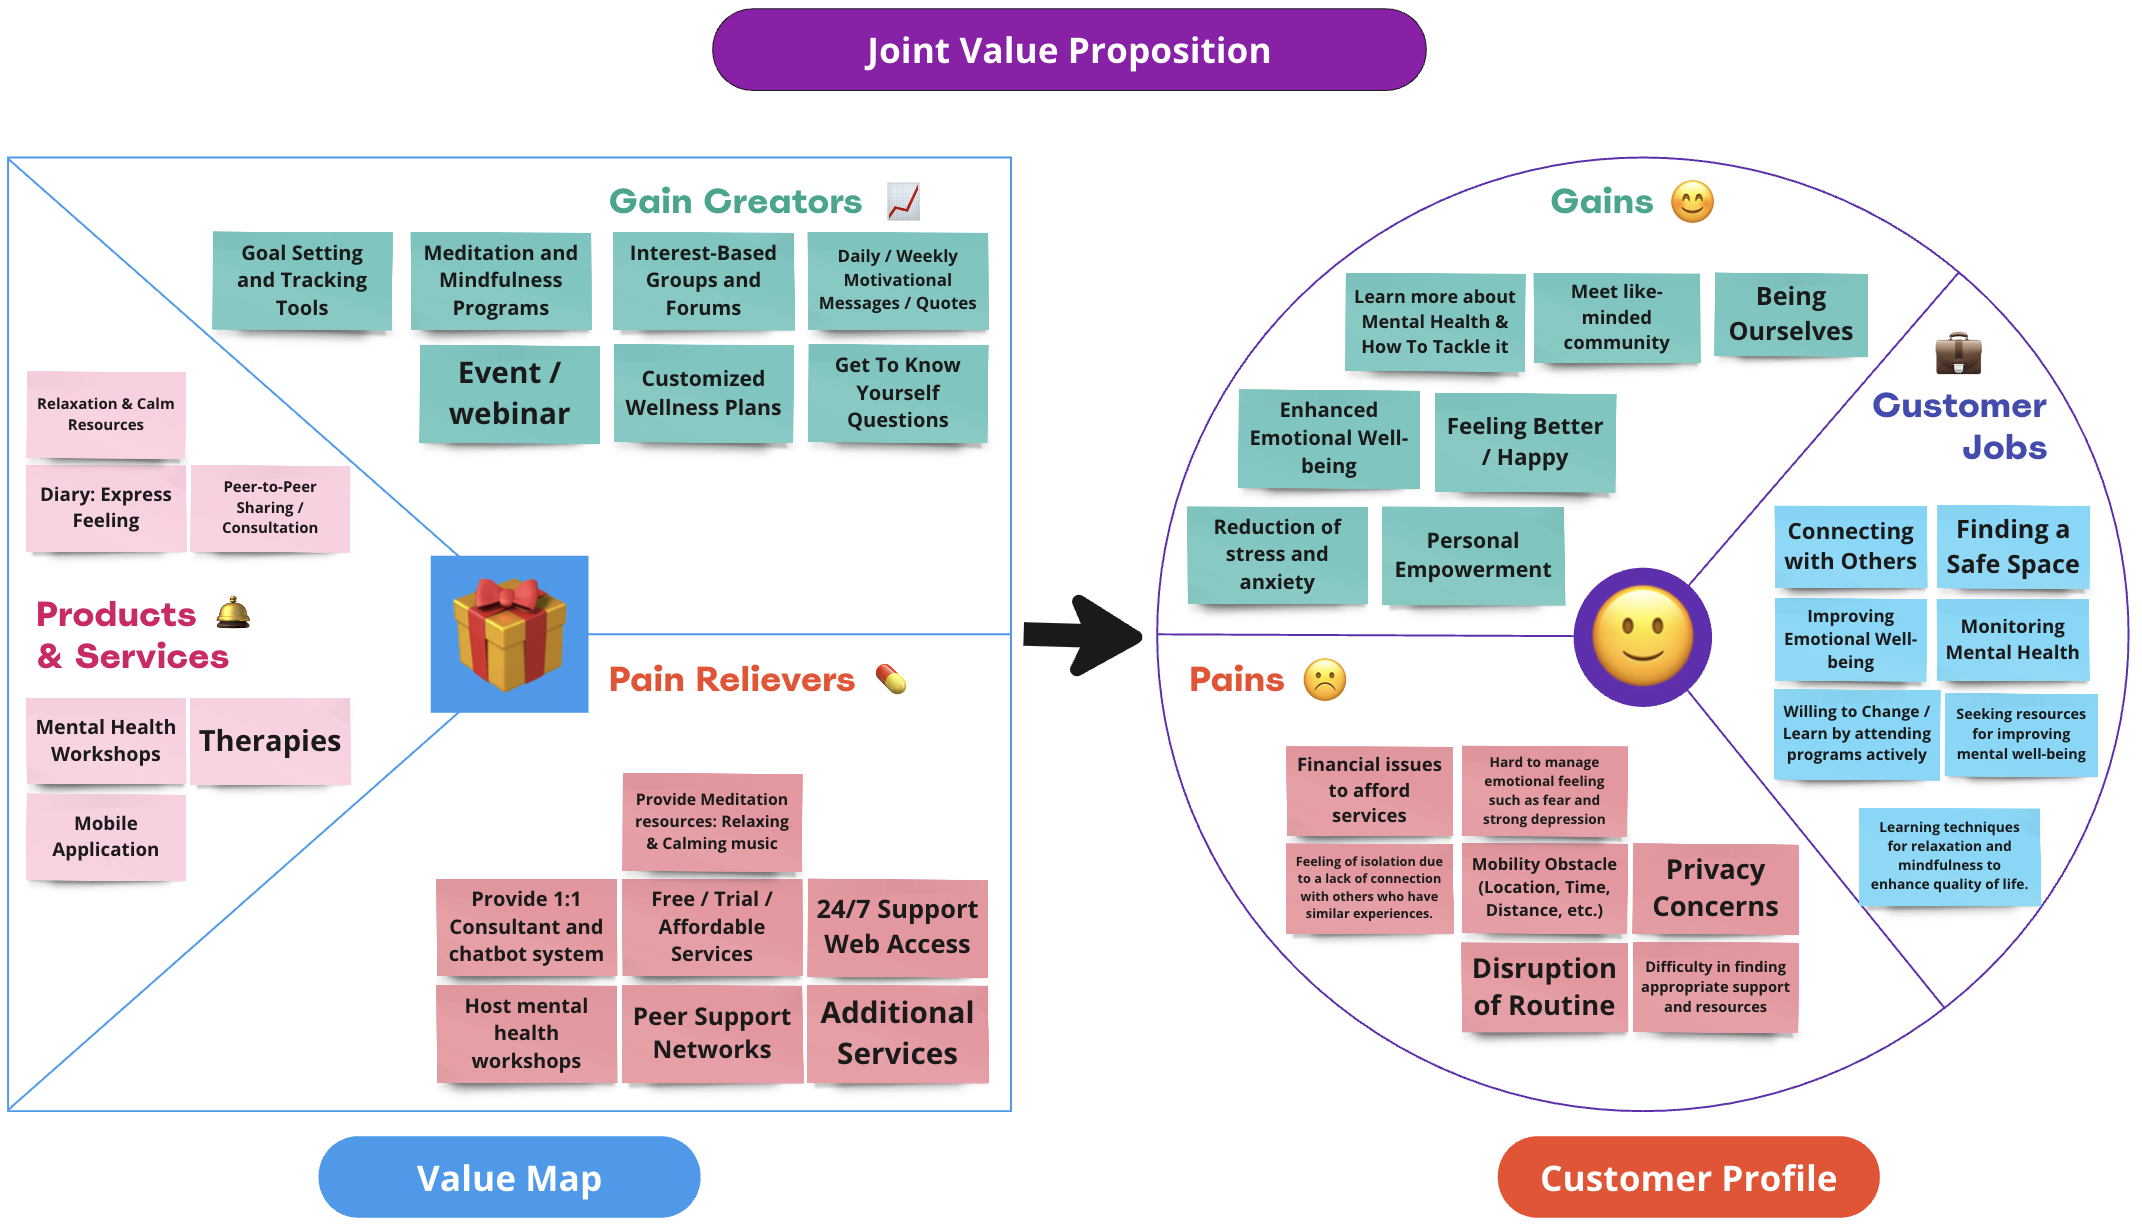 Joint Value Proposition
Gain Creators
Goal Setting
and Tracking
Tools
Meditation and
Mindfulness
Programs
Interest-Based
Groups and
Forums
Daily / Weekly
Motivational
Messages / Quotes
Event /
webinar
Customized
Wellness Plans
Get To Know
Yourself
Questions
Relaxation & Calm
Resources
Diary: Express
Feeling
Peer-to-Peer
Sharing /
Consultation
Products
& Services
Mental Health
Workshops
Therapies
Mobile
Application
Pain Relievers
Provide Meditation
resources: Relaxing
& Calming music
Provide 1:1
Consultant and
chatbot system
Free / Trial /
Affordable
Services
24/7 Support
Web Access
Host mental
health
workshops
Peer Support
Networks
Additional
Services
Value Map
Gains
Learn more about
Mental Health &
How To Tackle it
Meet like-
minded
community
Being
Ourselves
Enhanced
Emotional Well-
being
Feeling Better
/ Happy
Reduction of
stress and
anxiety
Personal
Empowerment
Customer
Jobs
Connecting
with Others
Finding a
Safe Space
Improving
Emotional Well-
being
Monitoring
Mental Health
Willing to Change /
Learn by attending
programs actively
Seeking resources
for improving
mental well-being
Learning techniques
for relaxation and
mindfulness to
enhance quality of life.
Pains
Financial issues
to afford
services
Hard to manage
emotional feeling
such as fear and
strong depression
Feeling of isolation due
to a lack of connection
with others who have
similar experiences.
Mobility Obstacle
(Location, Time,
Distance, etc.)
Privacy
Concerns
Disruption
of Routine
Difficulty in finding
appropriate support
and resources
Customer Profile